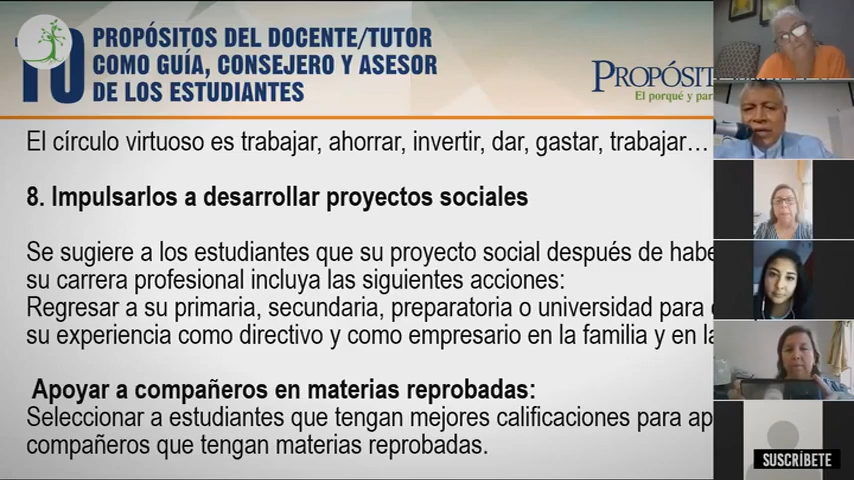 10 PROPÓSITOS DEL DOCENTE/TUTOR
COMO GUÍA, CONSEJERO Y ASESOR
DE LOS ESTUDIANTES
El porqué y par
El círculo virtuoso es trabajar, ahorrar, invertir, dar, gastar, trabajar…
8. Impulsarlos a desarrollar proyectos sociales
Se sugiere a los estudiantes que su proyecto social después de habe
su carrera profesional incluya las siguientes acciones:
Regresar a su primaria, secundaria, preparatoria o universidad para
su experiencia como directivo y como empresario en la familia y en la
Apoyar a compañeros en materias reprobadas:
Seleccionar a estudiantes que tengan mejores calificaciones para ap
compañeros que tengan materias reprobadas.
SUSCRÍBETE